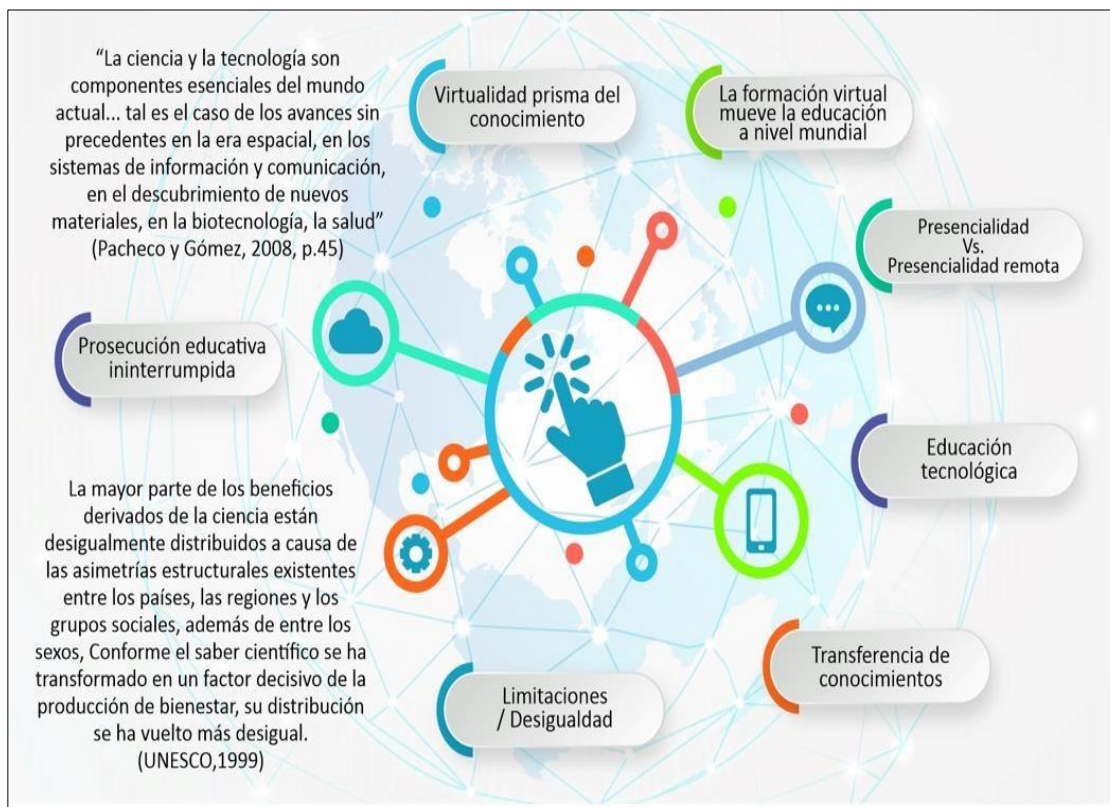 “La ciencia y la tecnología son
componentes esenciales del mundo
actual... tal es el caso de los avances sin
precedentes en la era espacial, en los
sistemas de información y comunicación,
en el descubrimiento de nuevos
materiales, en la biotecnología, la salud”
(Pacheco y Gómez, 2008, p.45)
Virtualidad prisma del
conocimiento
La formación virtual
mueve la educación
a nivel mundial
Presencialidad
Vs.
Presencialidad remota
Prosecución educativa
ininterrumpida
Educación
tecnológica
La mayor parte de los beneficios
derivados de la ciencia están
desigualmente distribuidos a causa de
las asimetrías estructurales existentes
entre los países, las regiones y los
grupos sociales, además de entre los
sexos, Conforme el saber científico se ha
transformado en un factor decisivo de la
producción de bienestar, su distribución
se ha vuelto más desigual.
(UNESCO,1999)
Transferencia de
conocimientos
Limitaciones
/ Desigualdad